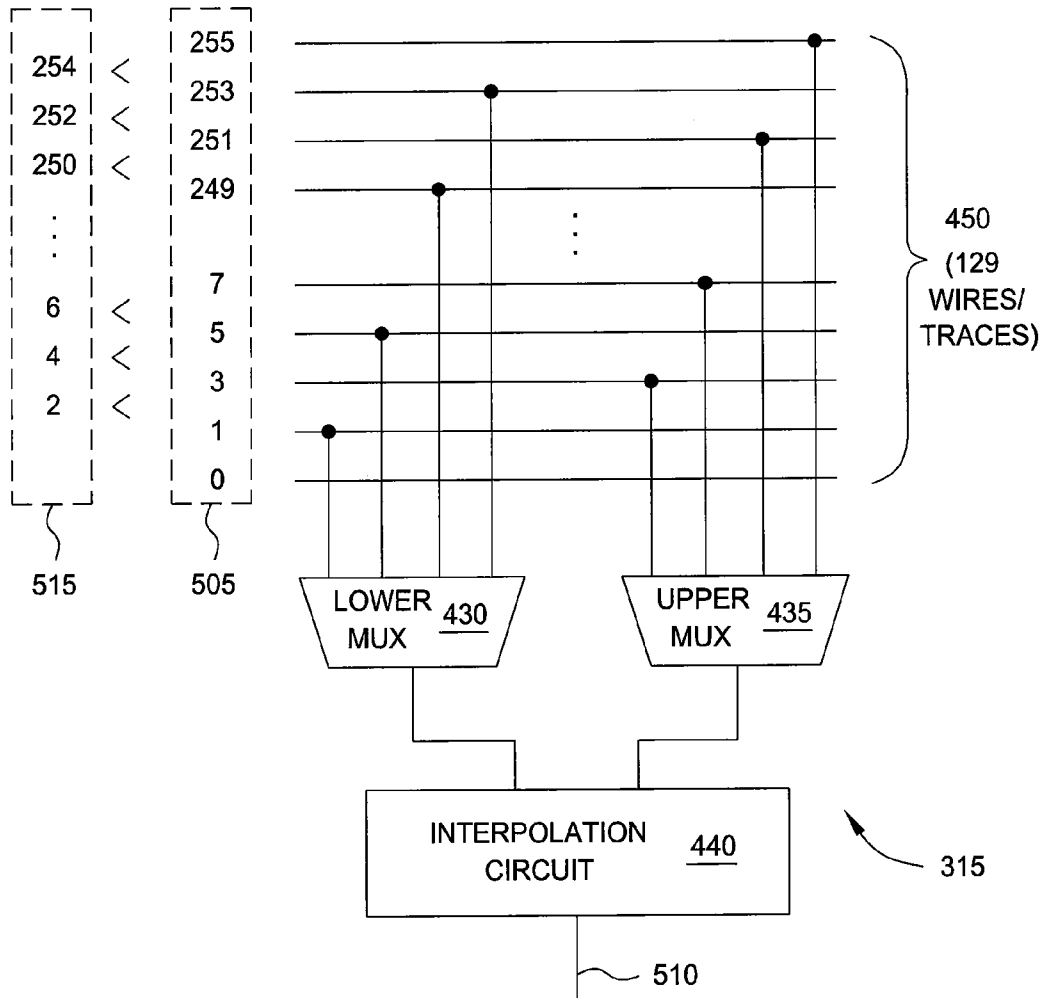 255
254 <
253
252 <
251
250 <
249
7
6 <
5
4 <
3
2 <
1
0
450
(129
WIRES/
TRACES)
515
505
LOWER
MUX 430
UPPER
MUX 435
INTERPOLATION
CIRCUIT 440
315
510